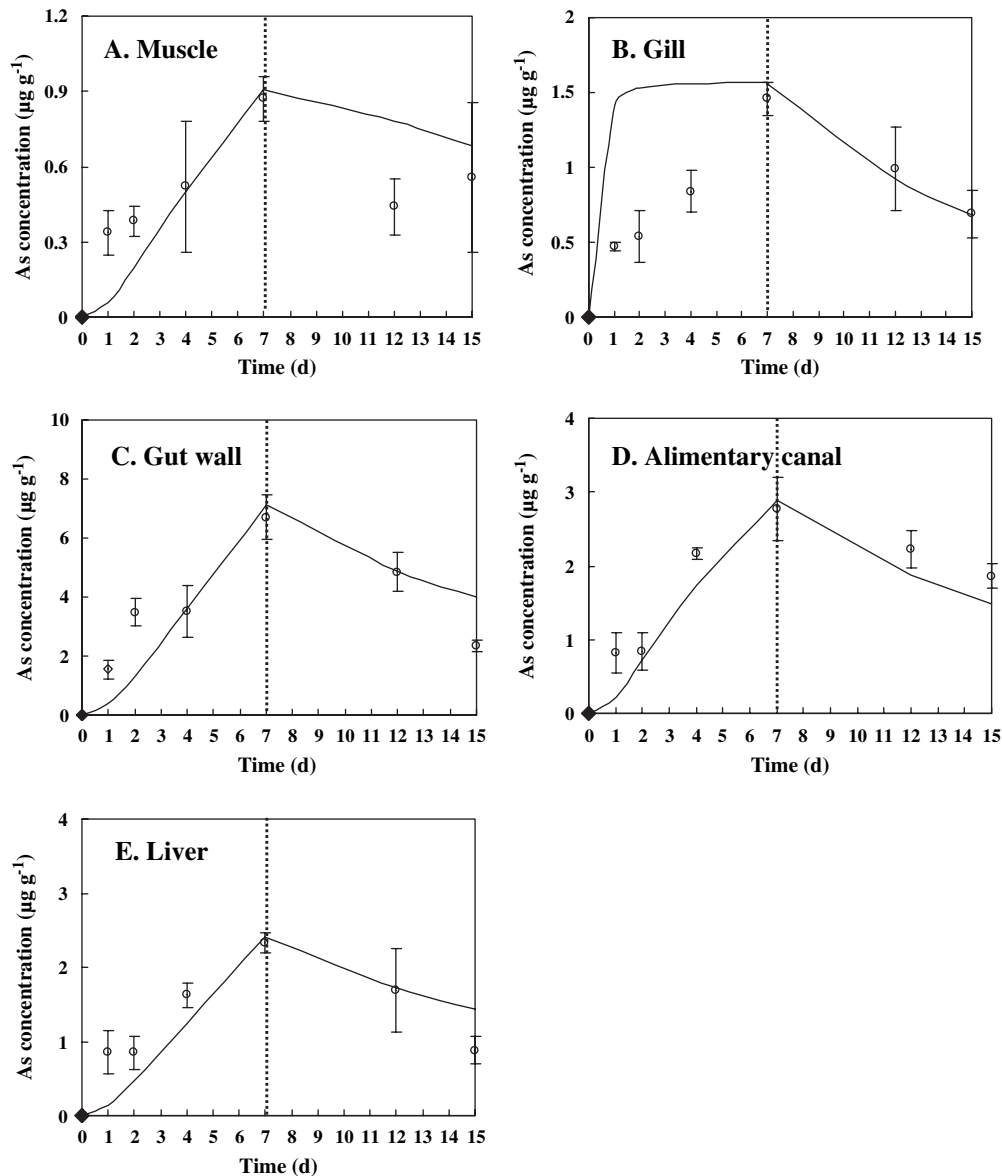 A. Muscle
As concentration (µg g-1)
1.2
0.9
0.6
0.3
0
0 1 2 3 4 5 6 7 8 9 10 11 12 13 14 15
Time (d)
B. Gill
As concentration (µg g-1)
2
1.5
1
0.5
0
0 1 2 3 4 5 6 7 8 9 10 11 12 13 14 15
Time (d)
C. Gut wall
As concentration (µg g-1)
10
8
6
4
2
0
0 1 2 3 4 5 6 7 8 9 10 11 12 13 14 15
Time (d)
D. Alimentary canal
As concentration (µg g-1)
4
3
2
1
0
0 1 2 3 4 5 6 7 8 9 10 11 12 13 14 15
Time (d)
E. Liver
As concentration (µg g-1)
4
3
2
1
0
0 1 2 3 4 5 6 7 8 9 10 11 12 13 14 15
Time (d)